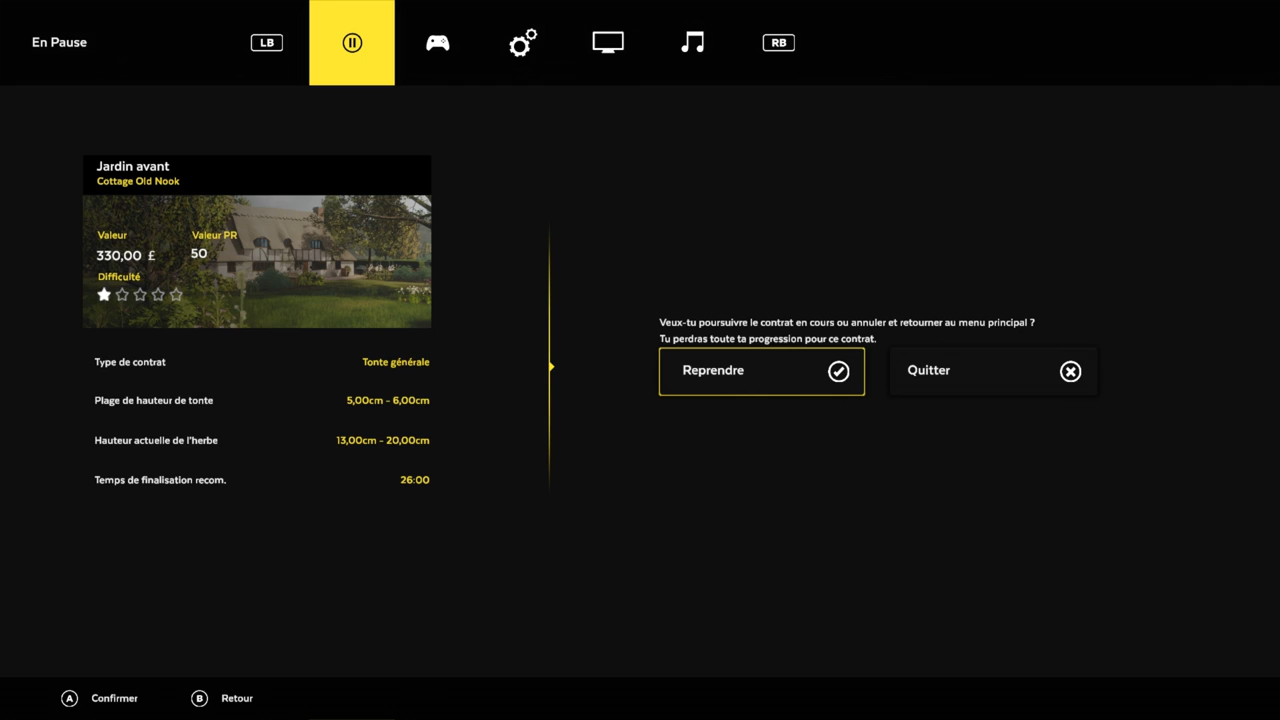 En Pause
LB
RB
Jardin avant
Cottage Old Nook
Valeur
Valeur PR
330,00 £
50
Difficulté
Type de contrat
Tonte générale
Plage de hauteur de tonte
5,00cm - 6,00cm
Hauteur actuelle de l'herbe
13,00cm - 20,00cm
Temps de finalisation recom.
26:00
Veux-tu poursuivre le contrat en cours ou annuler et retourner au menu principal ?
Tu perdras toute ta progression pour ce contrat.
Reprendre
Quitter
A Confirmer
B Retour